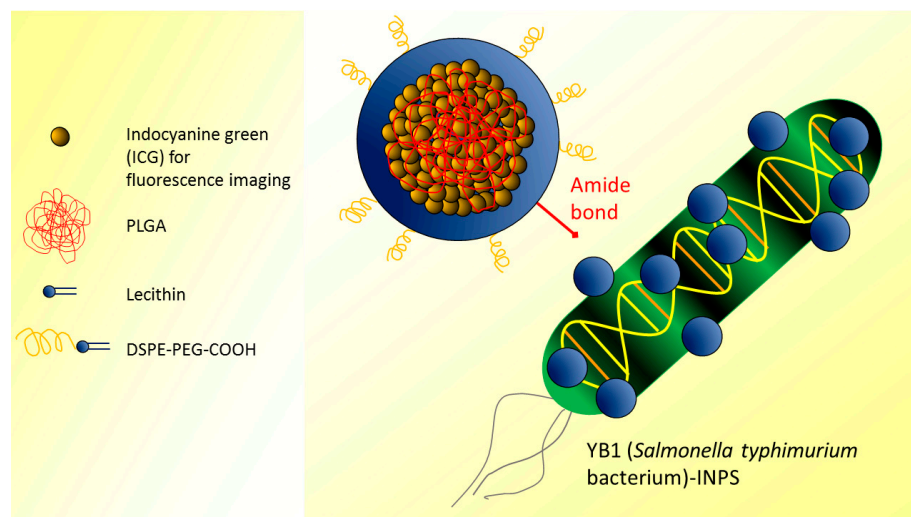 Indocyanine green
(ICG) for
fluorescence imaging
PLGA
Lecithin
DSPE-PEG-COOH
Amide
bond
YB1 (Salmonella typhimurium
bacterium)-INPS